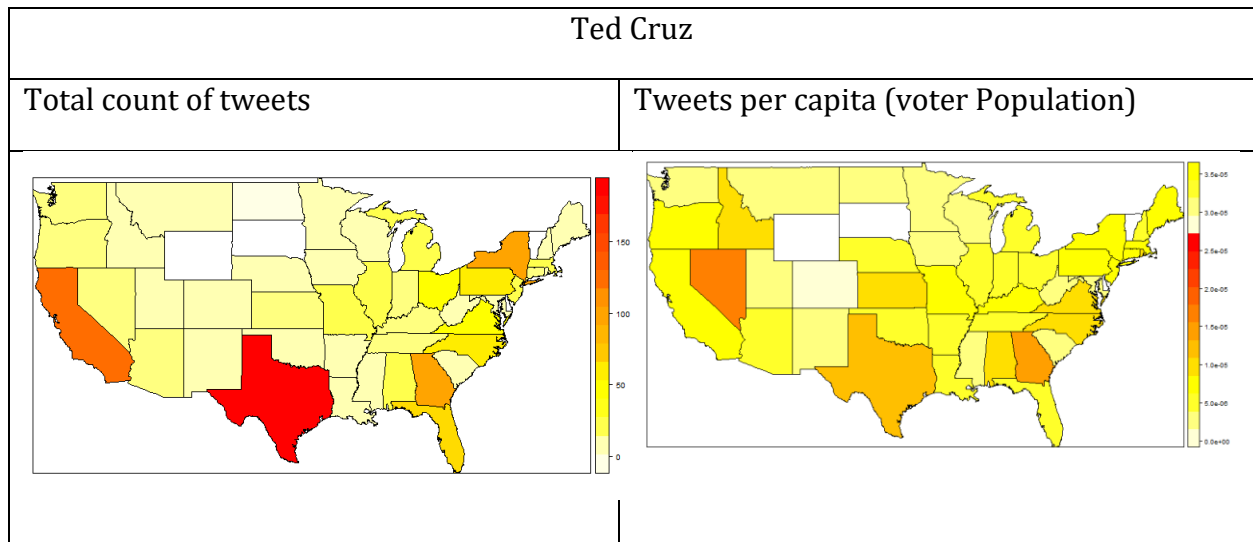 Ted Cruz
Total count of tweets
Tweets per capita (voter Population)
150
100
50
0
3.5e-05
3.0e-05
2.5e-05
2.0e-05
1.5e-05
1.0e-05
5.0e-06
0.0e+00